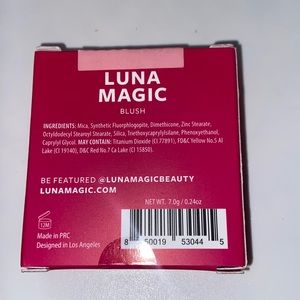 LUNA
MAGIC
BLUSH
INGREDIENTS: Mica, Synthetic Fluorphlogopite, Dimethicone, Zinc Stearate,
Octyldodecyl Stearoyl Stearate, Silica, Triethoxycaprylylsilane, Phenoxyethanol,
Caprylyl Glycol. MAY CONTAIN: Titanium Dioxide (CI 77891), FD&C Yellow No.5 Al
Lake (CI 19140), D&C Red No.7 Ca Lake (CI 15850).
BE FEATURED @LUNAMAGICBEAUTY
LUNAMAGIC.COM
NET WT. 7.0g / 0.24oz
12M
Made in PRC
Designed in Los Angeles
8 50019 53044 5